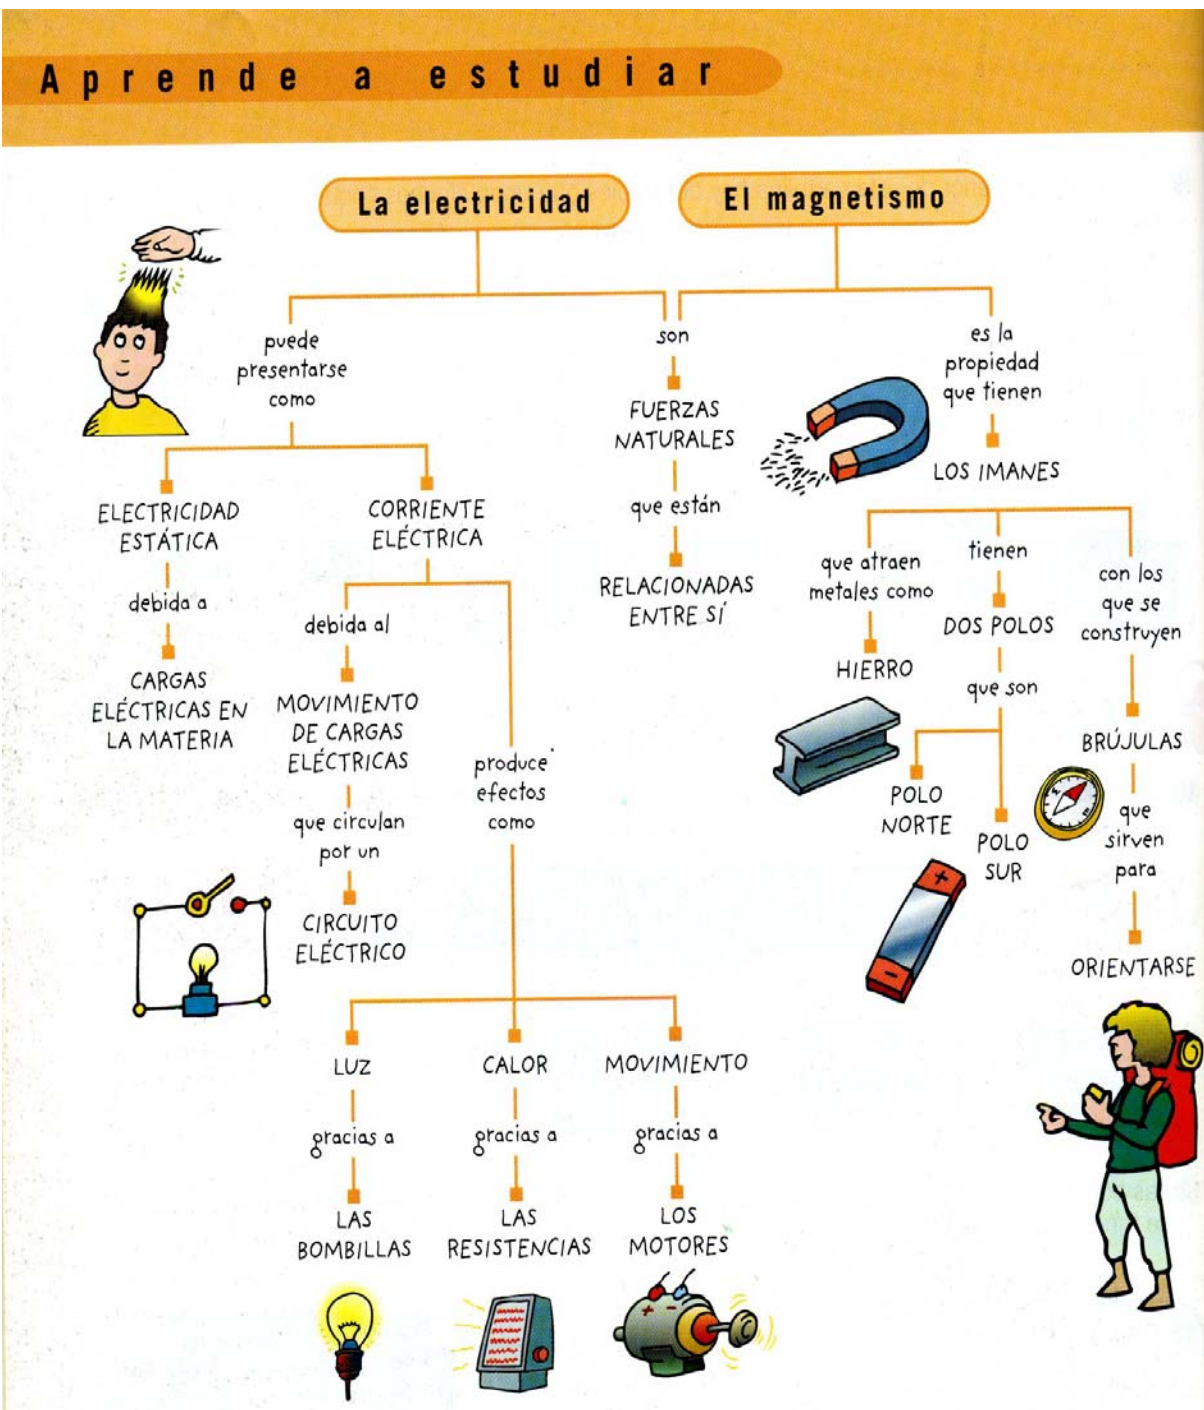 Aprende a estudiar
La electricidad
El magnetismo
puede
presentarse
como
ELECTRICIDAD
ESTÁTICA
debida a
CARGAS
ELÉCTRICAS EN
LA MATERIA
CORRIENTE
ELÉCTRICA
debida al
MOVIMIENTO
DE CARGAS
ELÉCTRICAS
que circulan
por un
CIRCUITO
ELÉCTRICO
produce
efectos
como
LUZ
gracias a
LAS
BOMBILLAS
CALOR
gracias a
LAS
RESISTENCIAS
MOVIMIENTO
gracias a
LOS
MOTORES
+ -
son
FUERZAS
NATURALES
que están
RELACIONADAS
ENTRE SÍ
es la
propiedad
que tienen
LOS IMANES
que atraen
metales como
HIERRO
tienen
DOS POLOS
que son
POLO
NORTE
POLO
SUR
+
-
con los
que se
construyen
BRÚJULAS
que
sirven
para
ORIENTARSE